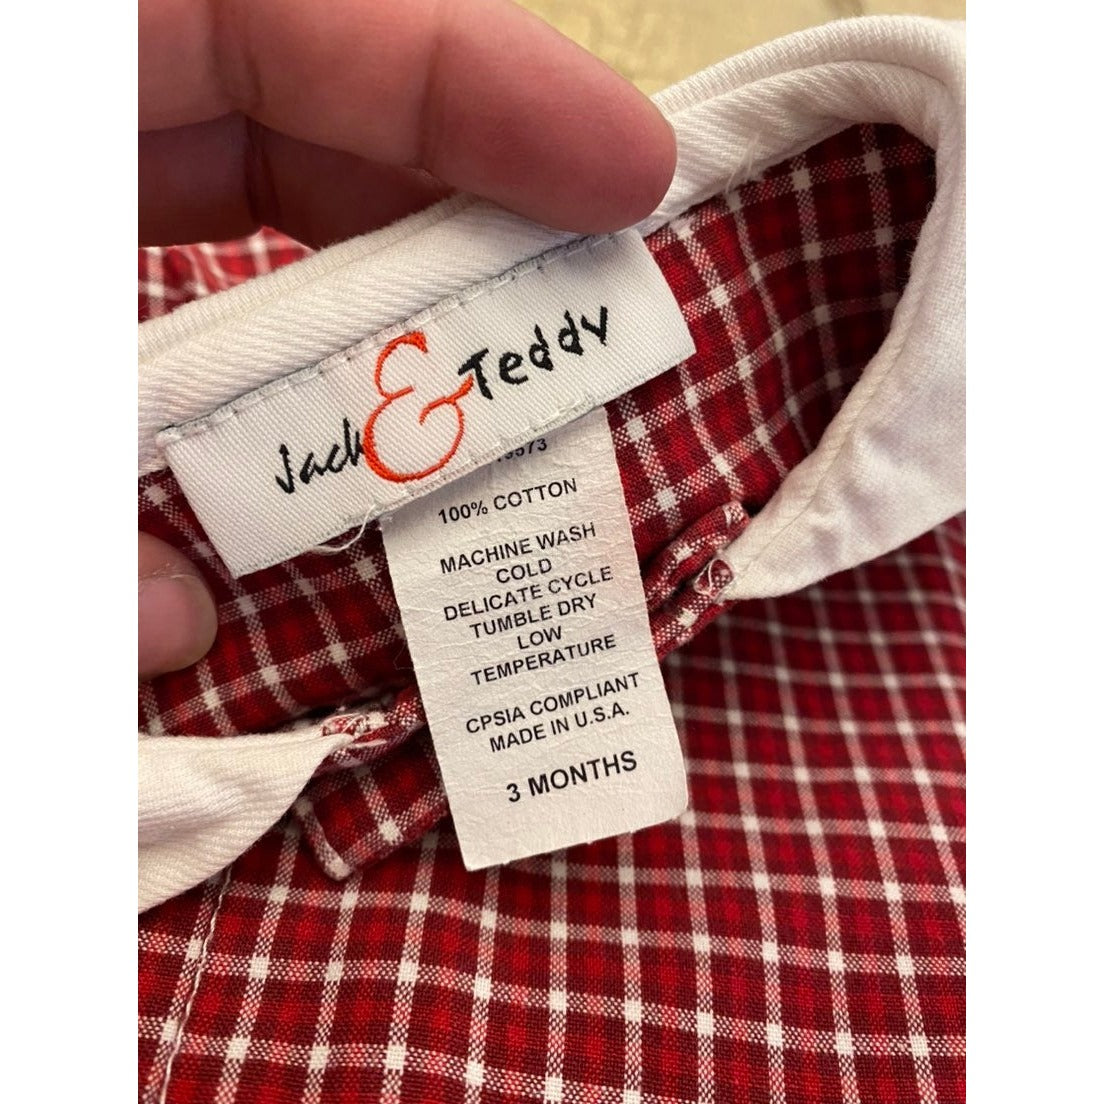 Jack & Teddy
100% COTTON
MACHINE WASH
COLD
DELICATE CYCLE
TUMBLE DRY
LOW
TEMPERATURE
CPSIA COMPLIANT
MADE IN U.S.A.
3 MONTHS